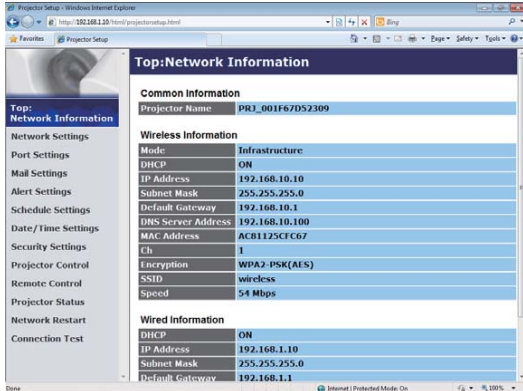 Projector Setup - Windows Internet Explorer
http://192.168.1.10/html/projectorsetup.html
Bing
Favorites Projector Setup
Page Safety Tools
Top:
Network Information
Network Settings
Port Settings
Mail Settings
Alert Settings
Schedule Settings
Date/Time Settings
Security Settings
Projector Control
Remote Control
Projector Status
Network Restart
Connection Test
Top:Network Information
Common Information
Projector Name PRJ_001F67D52309
Wireless Information
Mode Infrastructure
DHCP ON
IP Address 192.168.10.10
Subnet Mask 255.255.255.0
Default Gateway 192.168.10.1
DNS Server Address 192.168.10.100
MAC Address AC81125CFC67
Ch 1
Encryption WPA2-PSK(AES)
SSID wireless
Speed 54 Mbps
Wired Information
DHCP ON
IP Address 192.168.1.10
Subnet Mask 255.255.255.0
Default Gateway 192.168.1.1
Done Internet | Protected Mode: On 100%